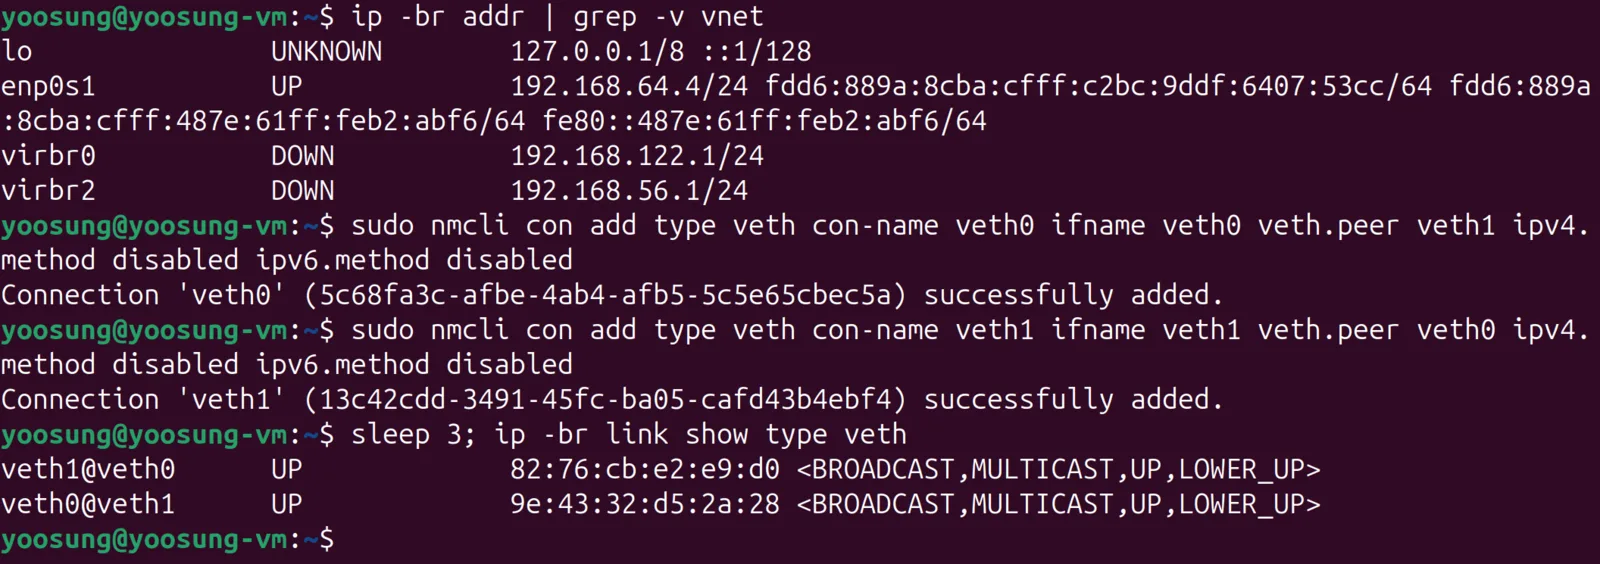 yoosung@yoosung-vm:~$ ip -br addr | grep -v vnet
lo               UNKNOWN        127.0.0.1/8 ::1/128
enp0s1           UP             192.168.64.4/24 fdd6:889a:8cba:cfff:c2bc:9ddf:6407:53cc/64 fdd6:889a
:8cba:cfff:487e:61ff:feb2:abf6/64 fe80::487e:61ff:feb2:abf6/64
virbr0           DOWN           192.168.122.1/24
virbr2           DOWN           192.168.56.1/24
yoosung@yoosung-vm:~$ sudo nmcli con add type veth con-name veth0 ifname veth0 veth.peer veth1 ipv4.
method disabled ipv6.method disabled
Connection 'veth0' (5c68fa3c-afbe-4ab4-afb5-5c5e65cbec5a) successfully added.
yoosung@yoosung-vm:~$ sudo nmcli con add type veth con-name veth1 ifname veth1 veth.peer veth0 ipv4.
method disabled ipv6.method disabled
Connection 'veth1' (13c42cdd-3491-45fc-ba05-cafd43b4ebf4) successfully added.
yoosung@yoosung-vm:~$ sleep 3; ip -br link show type veth
veth1@veth0      UP             82:76:cb:e2:e9:d0 <BROADCAST,MULTICAST,UP,LOWER_UP>
veth0@veth1      UP             9e:43:32:d5:2a:28 <BROADCAST,MULTICAST,UP,LOWER_UP>
yoosung@yoosung-vm:~$